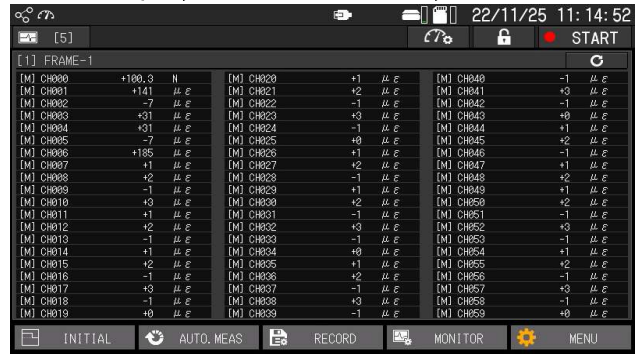 22/11/25 11:14:52
[5] START
[1] FRAME-1
[M] CH000 +100.3 N [M] CH020 +1 με [M] CH040 -1 με
[M] CH001 +141 με [M] CH021 +2 με [M] CH041 +3 με
[M] CH002 -7 με [M] CH022 -1 με [M] CH042 -1 με
[M] CH003 +31 με [M] CH023 +3 με [M] CH043 +0 με
[M] CH004 +31 με [M] CH024 -1 με [M] CH044 +1 με
[M] CH005 -7 με [M] CH025 +0 με [M] CH045 +2 με
[M] CH006 +185 με [M] CH026 +1 με [M] CH046 -1 με
[M] CH007 +1 με [M] CH027 +2 με [M] CH047 +1 με
[M] CH008 +2 με [M] CH028 -1 με [M] CH048 +2 με
[M] CH009 -1 με [M] CH029 +1 με [M] CH049 +1 με
[M] CH010 +3 με [M] CH030 +2 με [M] CH050 +2 με
[M] CH011 +1 με [M] CH031 -1 με [M] CH051 -1 με
[M] CH012 +2 με [M] CH032 +3 με [M] CH052 +3 με
[M] CH013 -1 με [M] CH033 -1 με [M] CH053 -1 με
[M] CH014 +1 με [M] CH034 +0 με [M] CH054 +1 με
[M] CH015 +2 με [M] CH035 +1 με [M] CH055 +2 με
[M] CH016 -1 με [M] CH036 +2 με [M] CH056 -1 με
[M] CH017 +3 με [M] CH037 -1 με [M] CH057 +3 με
[M] CH018 -1 με [M] CH038 +3 με [M] CH058 -1 με
[M] CH019 +0 με [M] CH039 -1 με [M] CH059 +0 με
INITIAL AUTO.MEAS RECORD MONITOR MENU